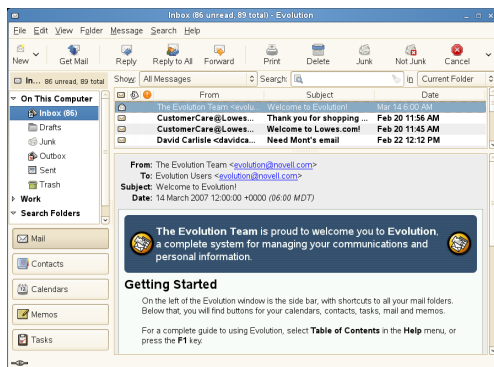 Inbox (86 unread, 89 total) - Evolution
File Edit View Folder Message Search Help
New Get Mail Reply Reply to All Forward Print Delete Junk Not Junk Cancel
In... 86 unread, 89 total Show: All Messages Search: in Current Folder
From Subject Date
The Evolution Team <evolu... Welcome to Evolution! Mar 14 6:00 AM
CustomerCare@Lowes... Thank you for shopping ... Feb 20 11:56 AM
CustomerCare@Lowes... Welcome to Lowes.com! Feb 20 11:45 AM
David Carlisle <davidca... Need Mont's email Feb 22 12:12 PM
On This Computer
Inbox (86)
Drafts
Junk
Outbox
Sent
Trash
Work
Search Folders
Mail
Contacts
Calendars
Memos
Tasks
From: The Evolution Team <evolution@novell.com>
To: Evolution Users <evolution@novell.com>
Subject: Welcome to Evolution!
Date: 14 March 2007 12:00:00 +0000 (06:00 MDT)
The Evolution Team is proud to welcome you to Evolution,
a complete system for managing your communications and
personal information.
Getting Started
On the left of the Evolution window is the side bar, with shortcuts to all your mail folders.
Below that, you will find buttons for your calendars, contacts, tasks, mail and memos.
For a complete guide to using Evolution, select Table of Contents in the Help menu, or
press the F1 key.